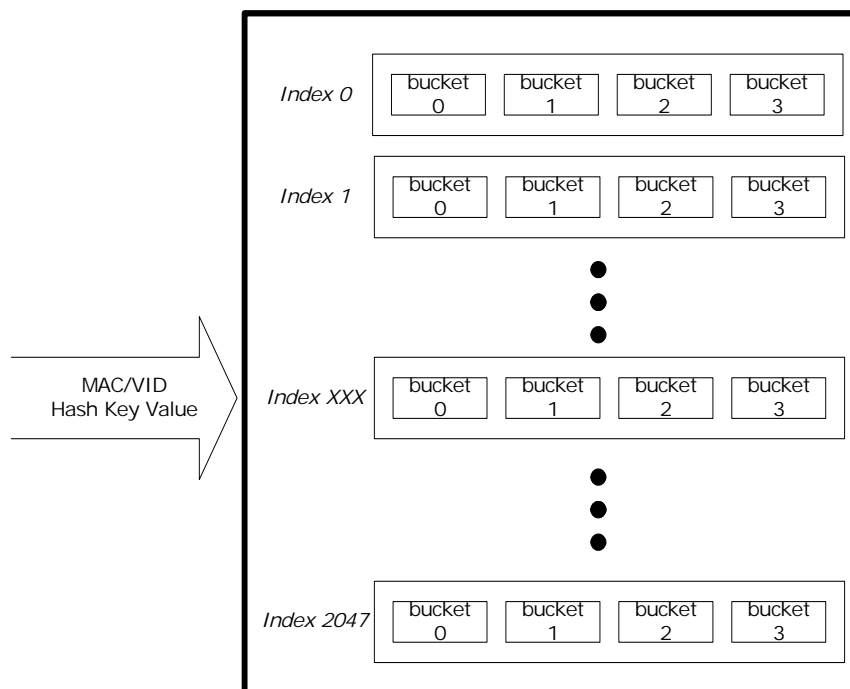 Index 0
bucket 0
bucket 1
bucket 2
bucket 3
Index 1
bucket 0
bucket 1
bucket 2
bucket 3
MAC/VID
Hash Key Value
Index XXX
bucket 0
bucket 1
bucket 2
bucket 3
Index 2047
bucket 0
bucket 1
bucket 2
bucket 3